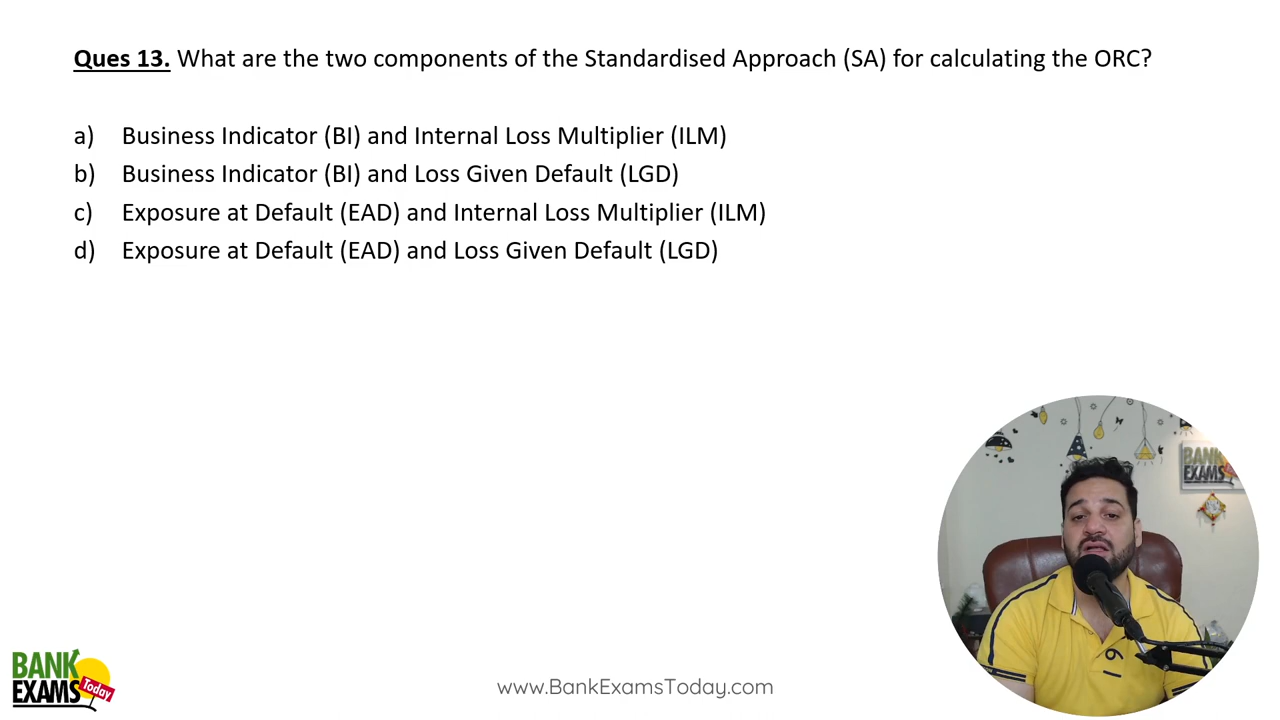 Ques 13. What are the two components of the Standardised Approach (SA) for calculating the ORC?
a) Business Indicator (BI) and Internal Loss Multiplier (ILM)
b) Business Indicator (BI) and Loss Given Default (LGD)
c) Exposure at Default (EAD) and Internal Loss Multiplier (ILM)
d) Exposure at Default (EAD) and Loss Given Default (LGD)
BANK
EXAMS
BANK
EXAMS
Today
www.BankExamsToday.com